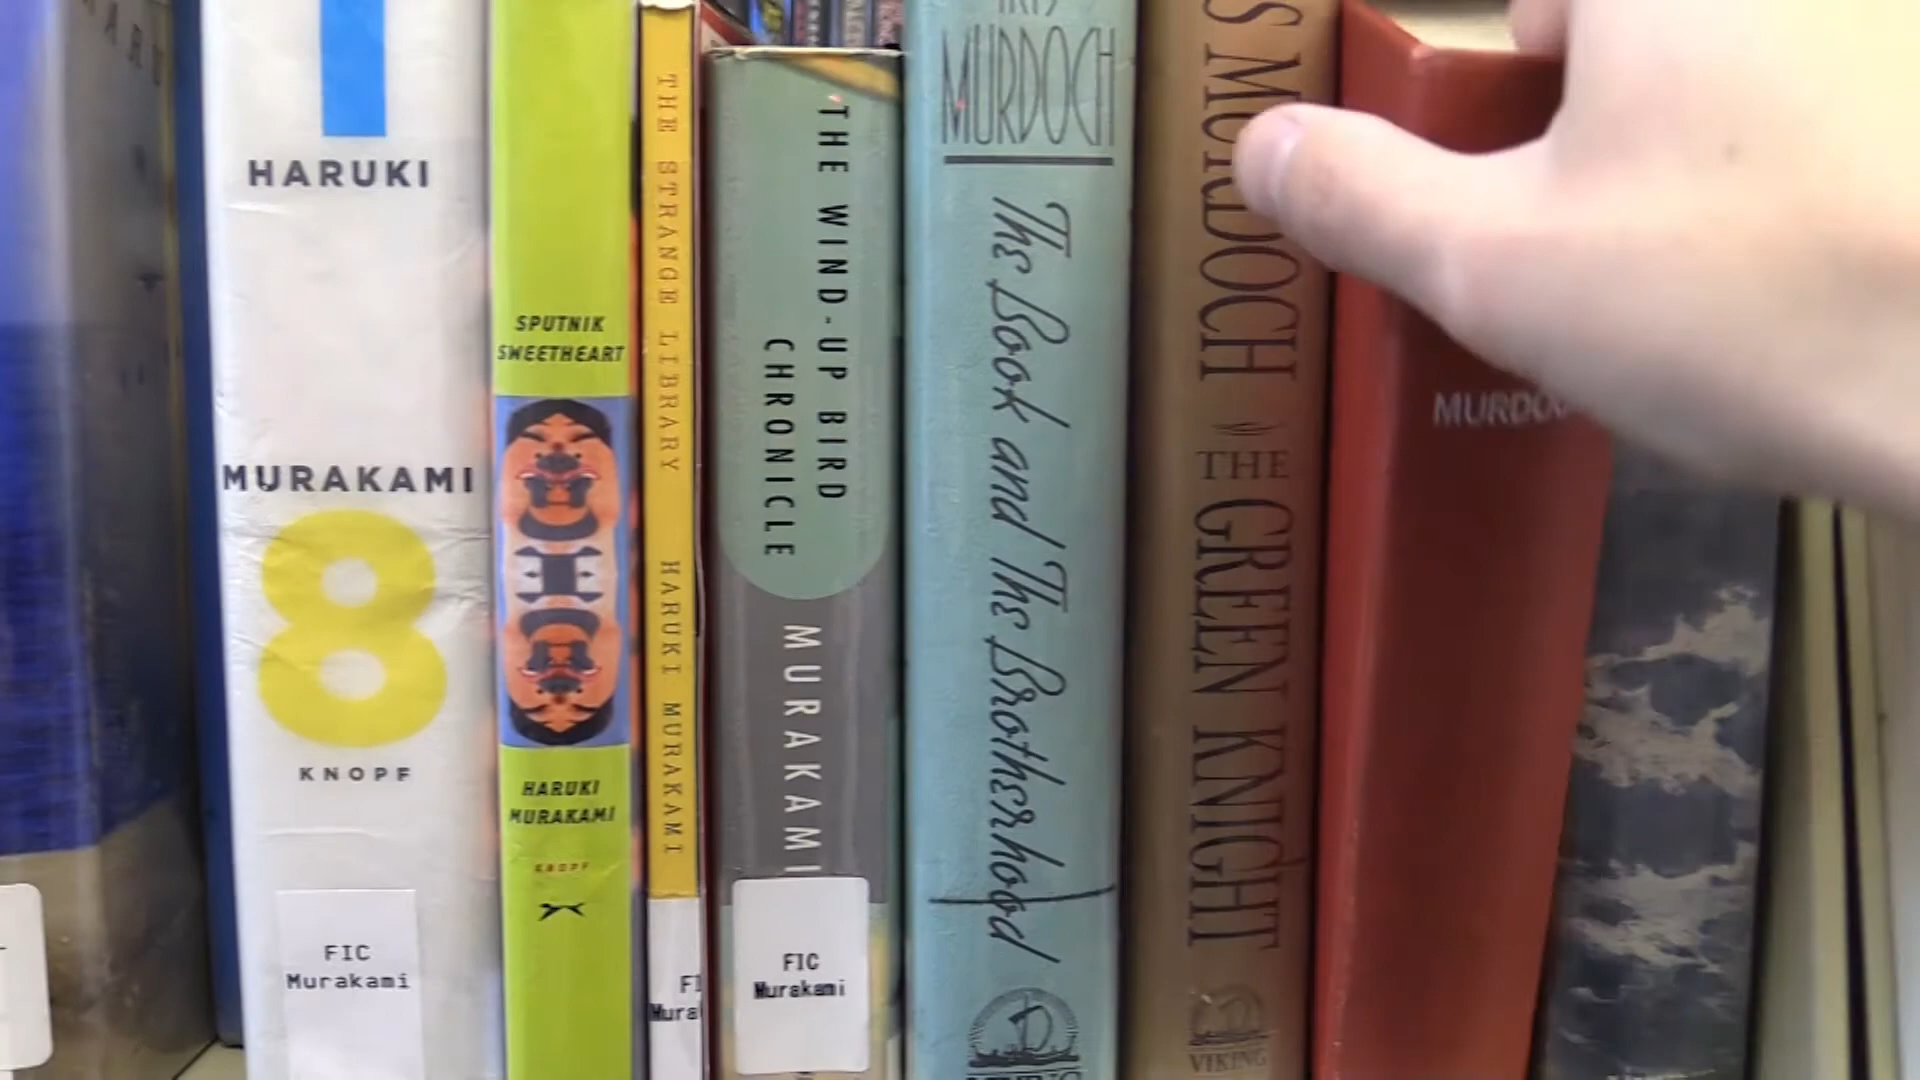 HARUKI
MURAKAMI
8
KNOPF
FIC
Murakami
SPUTNIK
SWEETHEART
HARUKI
MURAKAMI
KNOPF
THE STRANGE LIBRARY HARUKI MURAKAMI
THE WIND-UP BIRD
CHRONICLE
MURAKAMI
FIC
Murakami
MURDOCH
The Book and The Brotherhood
MURDOCH THE GREEN KNIGHT
VIKING